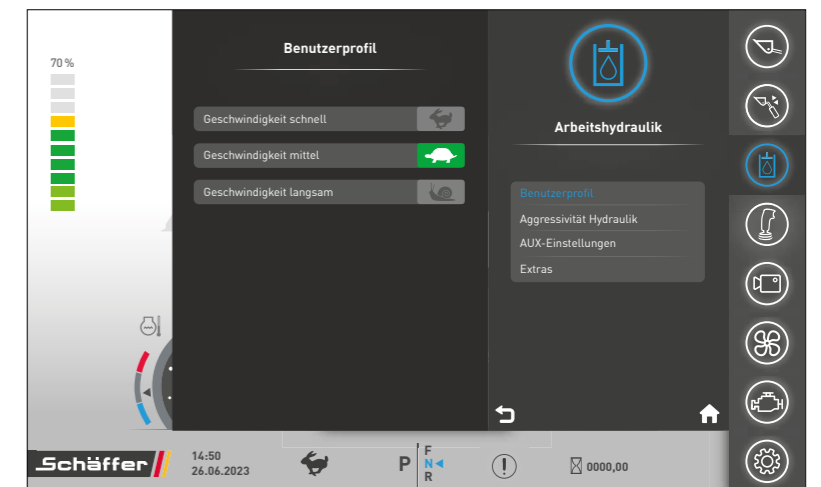 70 %
Benutzerprofil
Geschwindigkeit schnell
Geschwindigkeit mittel
Geschwindigkeit langsam
Arbeitshydraulik
Benutzerprofil
Aggressivität Hydraulik
AUX-Einstellungen
Extras
Schäffer
14:50
26.06.2023
P
F
N
R
0000,00